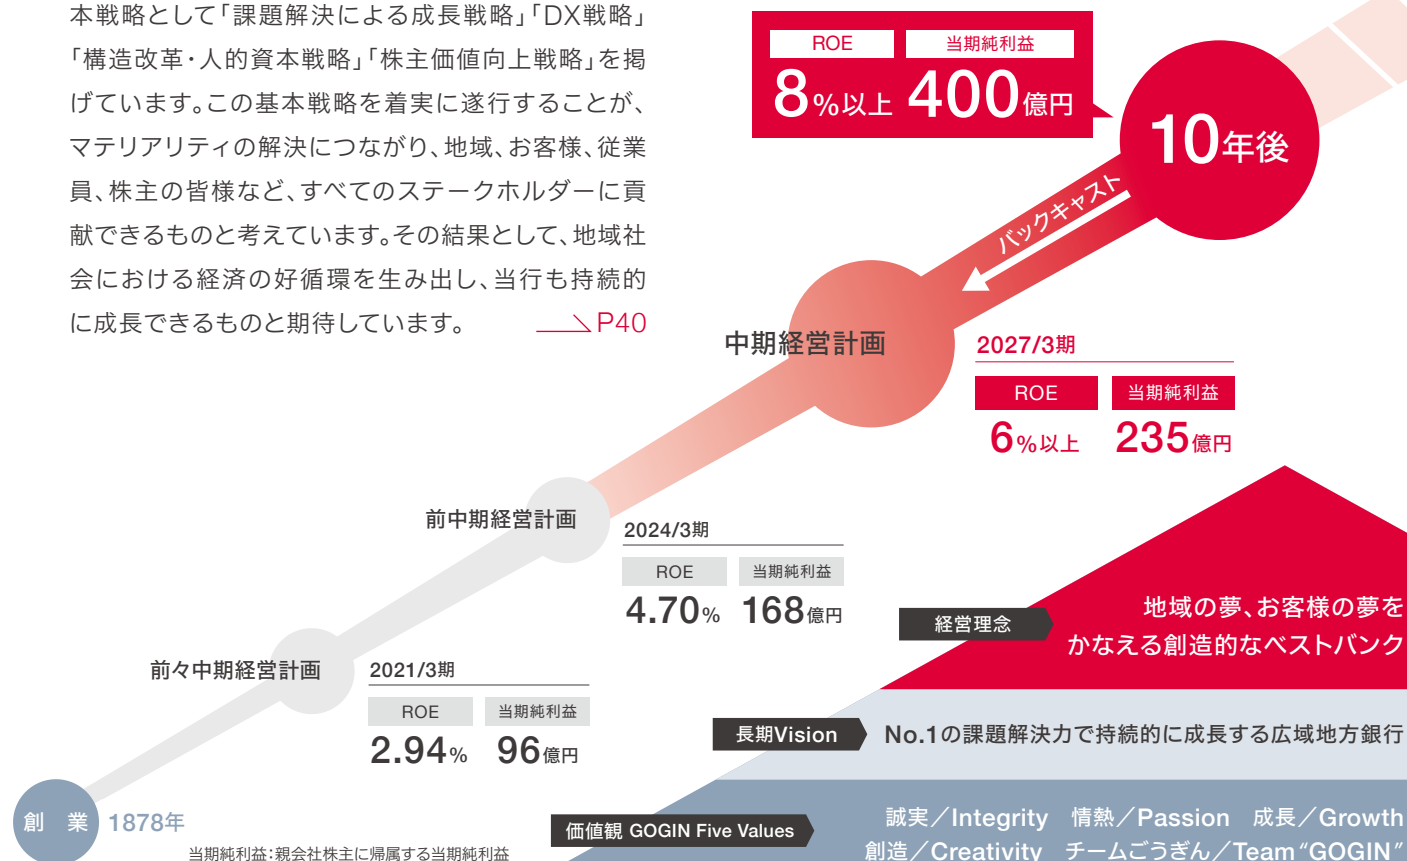 本戦略として「課題解決による成長戦略」「DX戦略」
「構造改革・人的資本戦略」「株主価値向上戦略」を掲
げています。この基本戦略を着実に遂行することが、
マテリアリティの解決につながり、地域、お客様、従業
員、株主の皆様など、すべてのステークホルダーに貢
献できるものと考えています。その結果として、地域社
会における経済の好循環を生み出し、当行も持続的
に成長できるものと期待しています。 P40
ROE 当期純利益
8%以上 400億円
10年後
バックキャスト
中期経営計画
2027/3期
ROE 当期純利益
6%以上 235億円
前中期経営計画
2024/3期
ROE 当期純利益
4.70% 168億円
前々中期経営計画
2021/3期
ROE 当期純利益
2.94% 96億円
創 業 1878年
当期純利益:親会社株主に帰属する当期純利益
経営理念
地域の夢、お客様の夢を
かなえる創造的なベストバンク
長期Vision
No.1の課題解決力で持続的に成長する広域地方銀行
価値観 GOGIN Five Values
誠実/Integrity 情熱/Passion 成長/Growth
創造/Creativity チームごうぎん/Team“GOGIN”